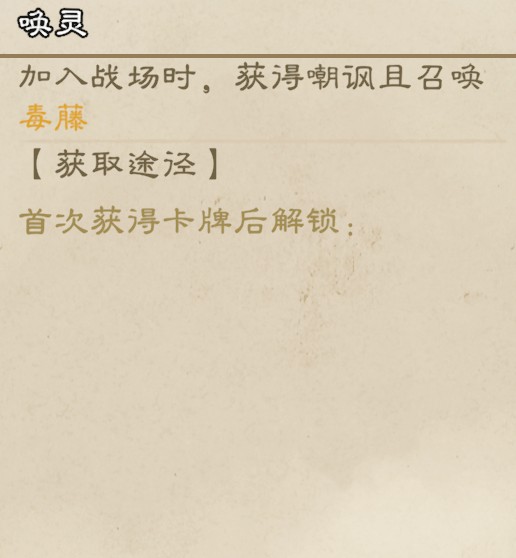 唤灵
加入战场时，获得嘲讽且召唤
毒藤
【获取途径】
首次获得卡牌后解锁：